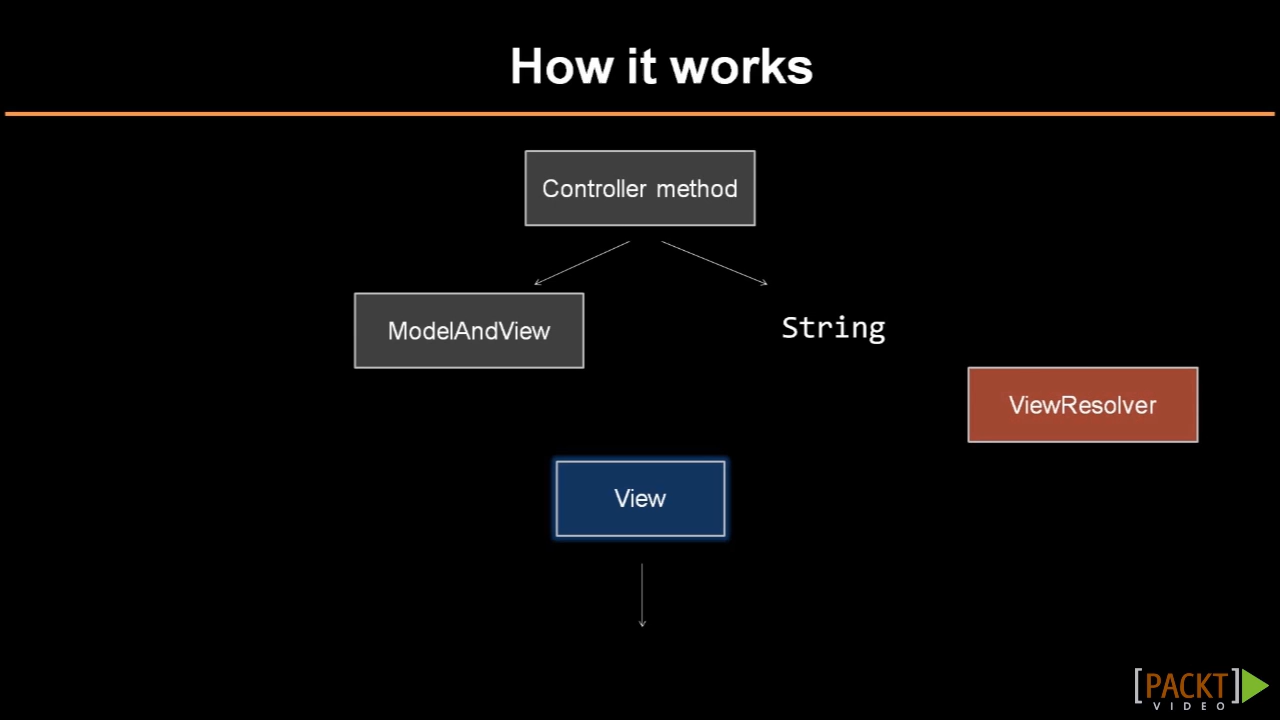 How it works
Controller method
ModelAndView
String
ViewResolver
View
[PACKT]
VIDEO